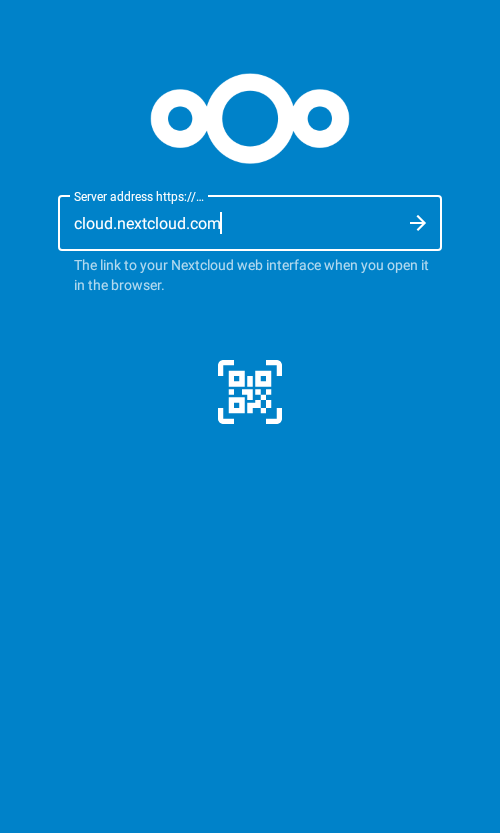 Server address https://…
cloud.nextcloud.com
The link to your Nextcloud web interface when you open it
in the browser.